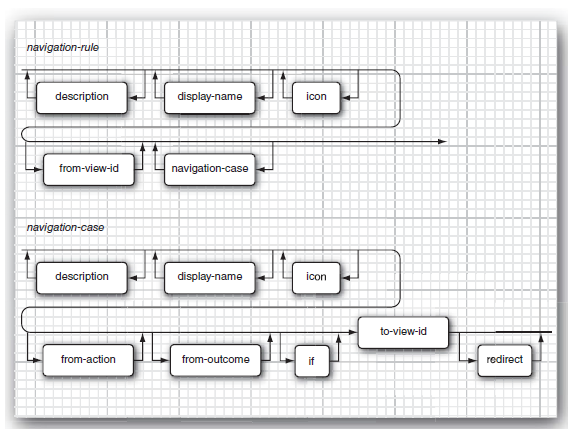 navigation-rule
description display-name icon
from-view-id navigation-case
navigation-case
description display-name icon
to-view-id
from-action from-outcome if redirect